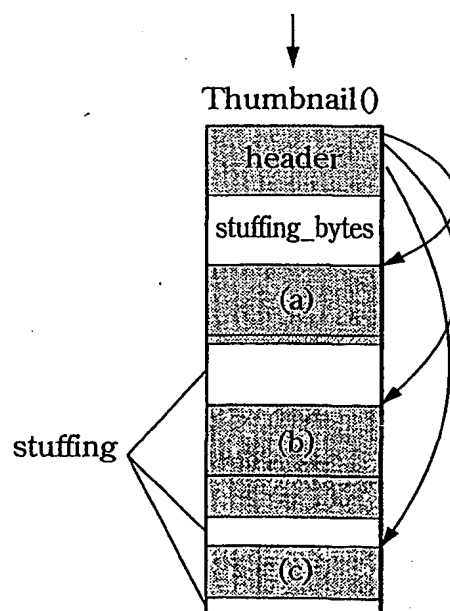 Thumbnail()
header
stuffing_bytes
(a)
stuffing
(b)
(c)